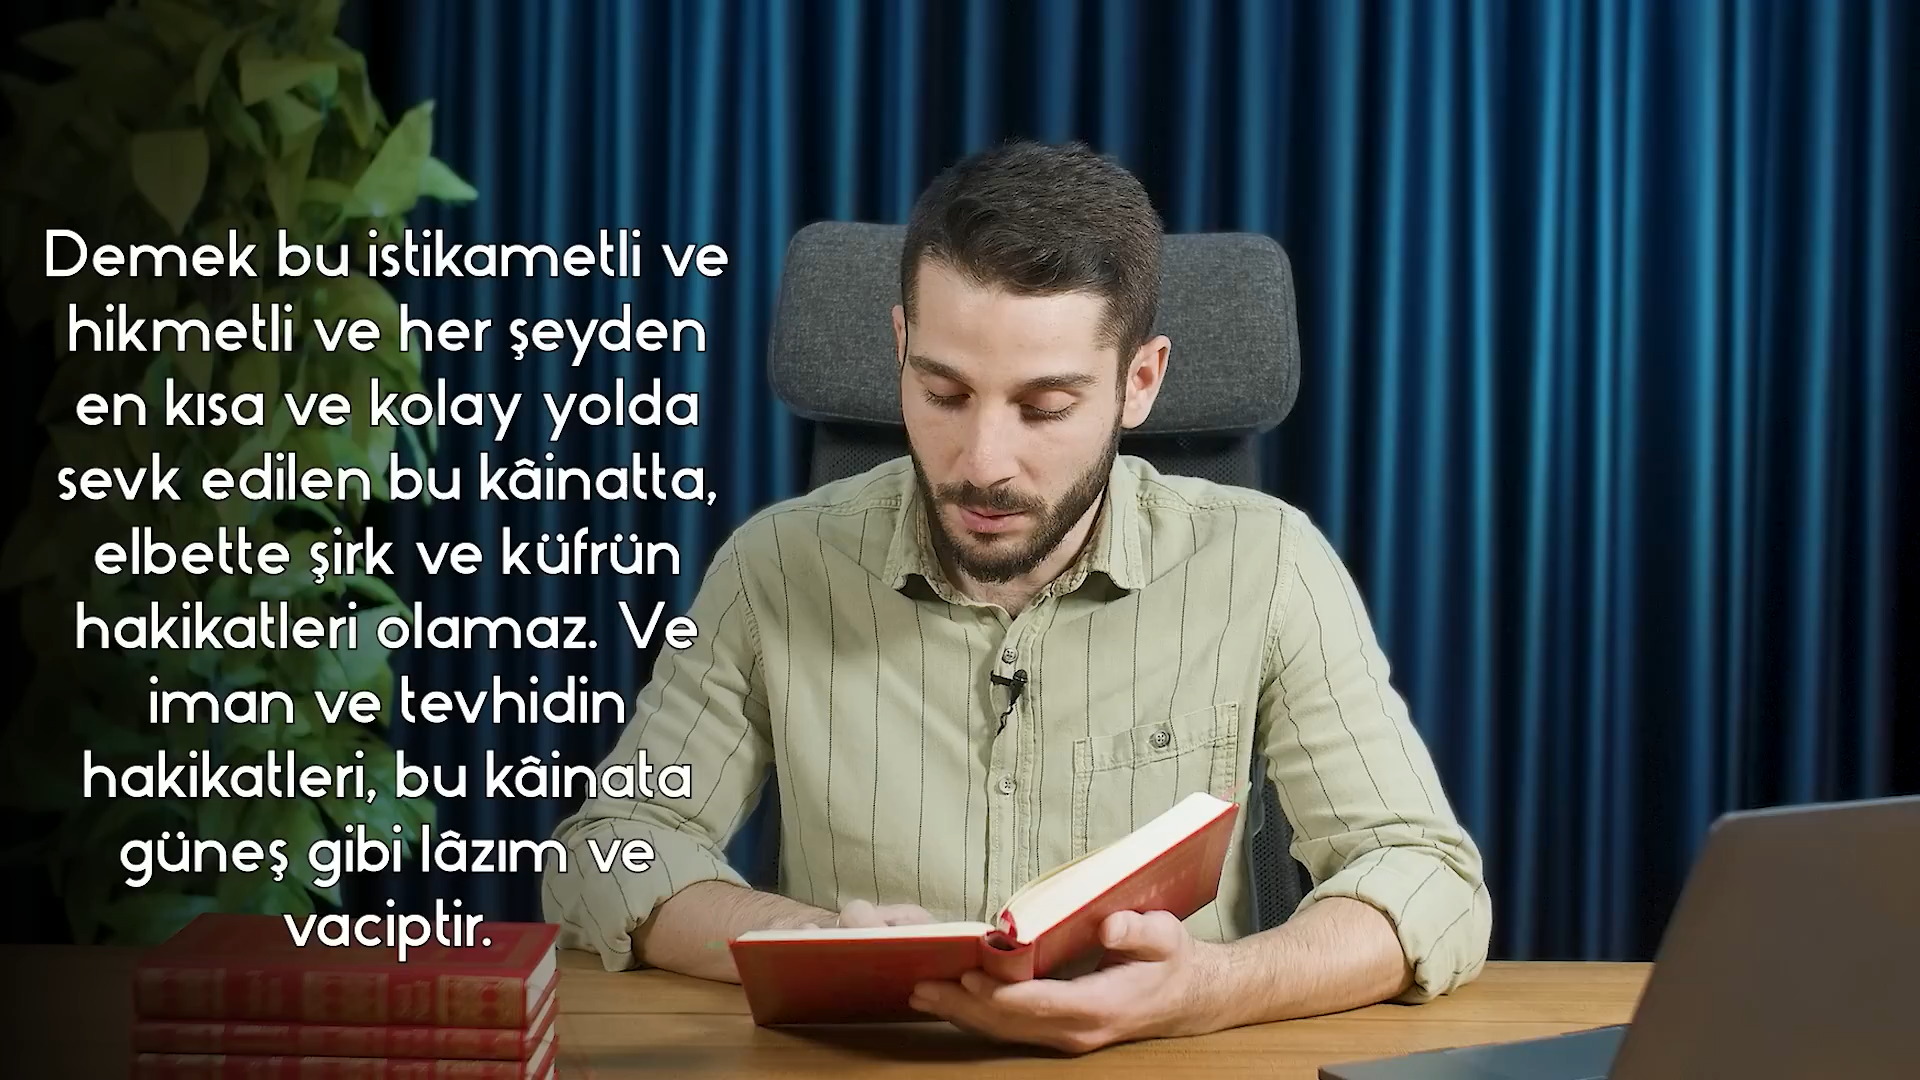 Demek bu istikametli ve
hikmetli ve her şeyden
en kısa ve kolay yolda
sevk edilen bu kâinatta,
elbette şirk ve küfrün
hakikatleri olamaz. Ve
iman ve tevhidin
hakikatleri, bu kâinata
güneş gibi lâzım ve
vaciptir.